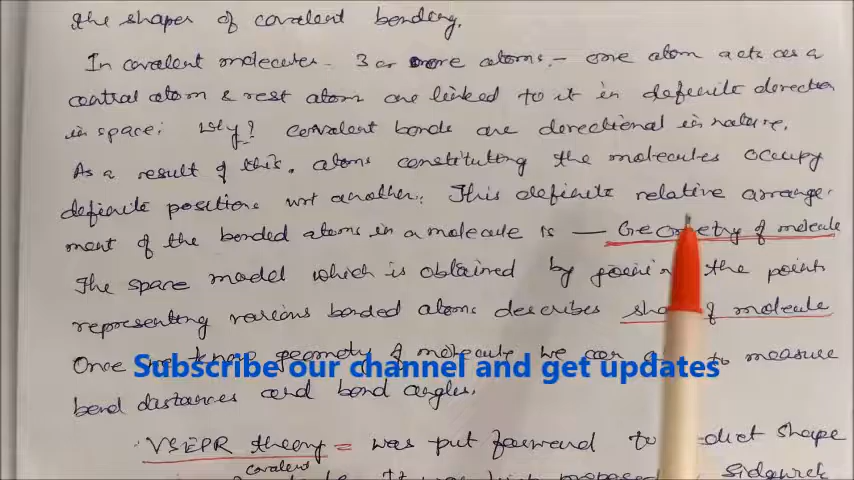 the shapes of covalent bonding.
In covalent molecules - 3 or more atoms. - one atom acts as a
central atom & rest atom are linked to it in definite direction
in space. Why? covalent bonds are directional in nature.
As a result of this, atoms constituting the molecules occupy
definite positions wrt another. This definite relative arrange-
ment of the bonded atoms in a molecule is — Geometry of molecule
The space model which is obtained by the points
representing various bonded atoms describes of molecule
Once geometry of molecule we can to measure
bond distances and bond angles.
Subscribe our channel and get updates
VSEPR theory = was put forward to shape
covalent
Sidgwick